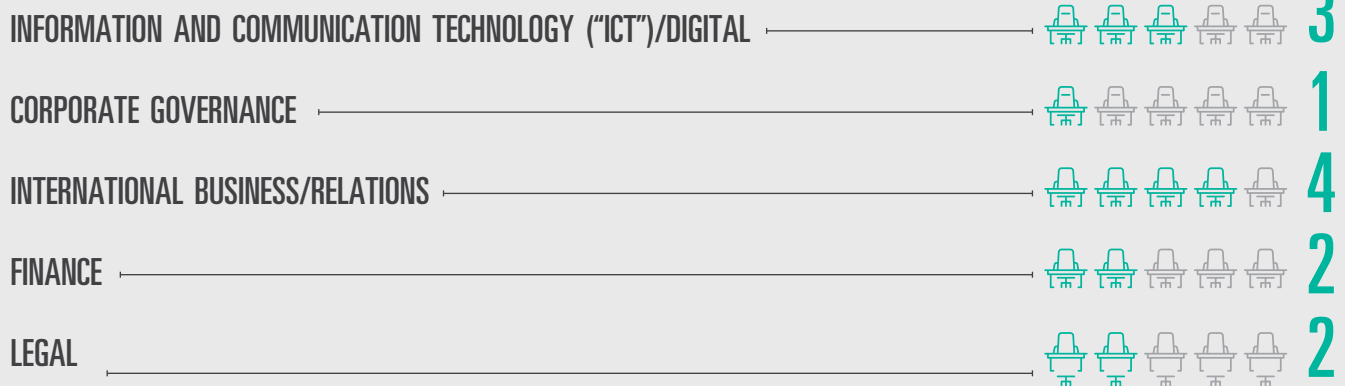 INFORMATION AND COMMUNICATION TECHNOLOGY (“ICT”)/DIGITAL 3
CORPORATE GOVERNANCE 1
INTERNATIONAL BUSINESS/RELATIONS 4
FINANCE 2
LEGAL 2